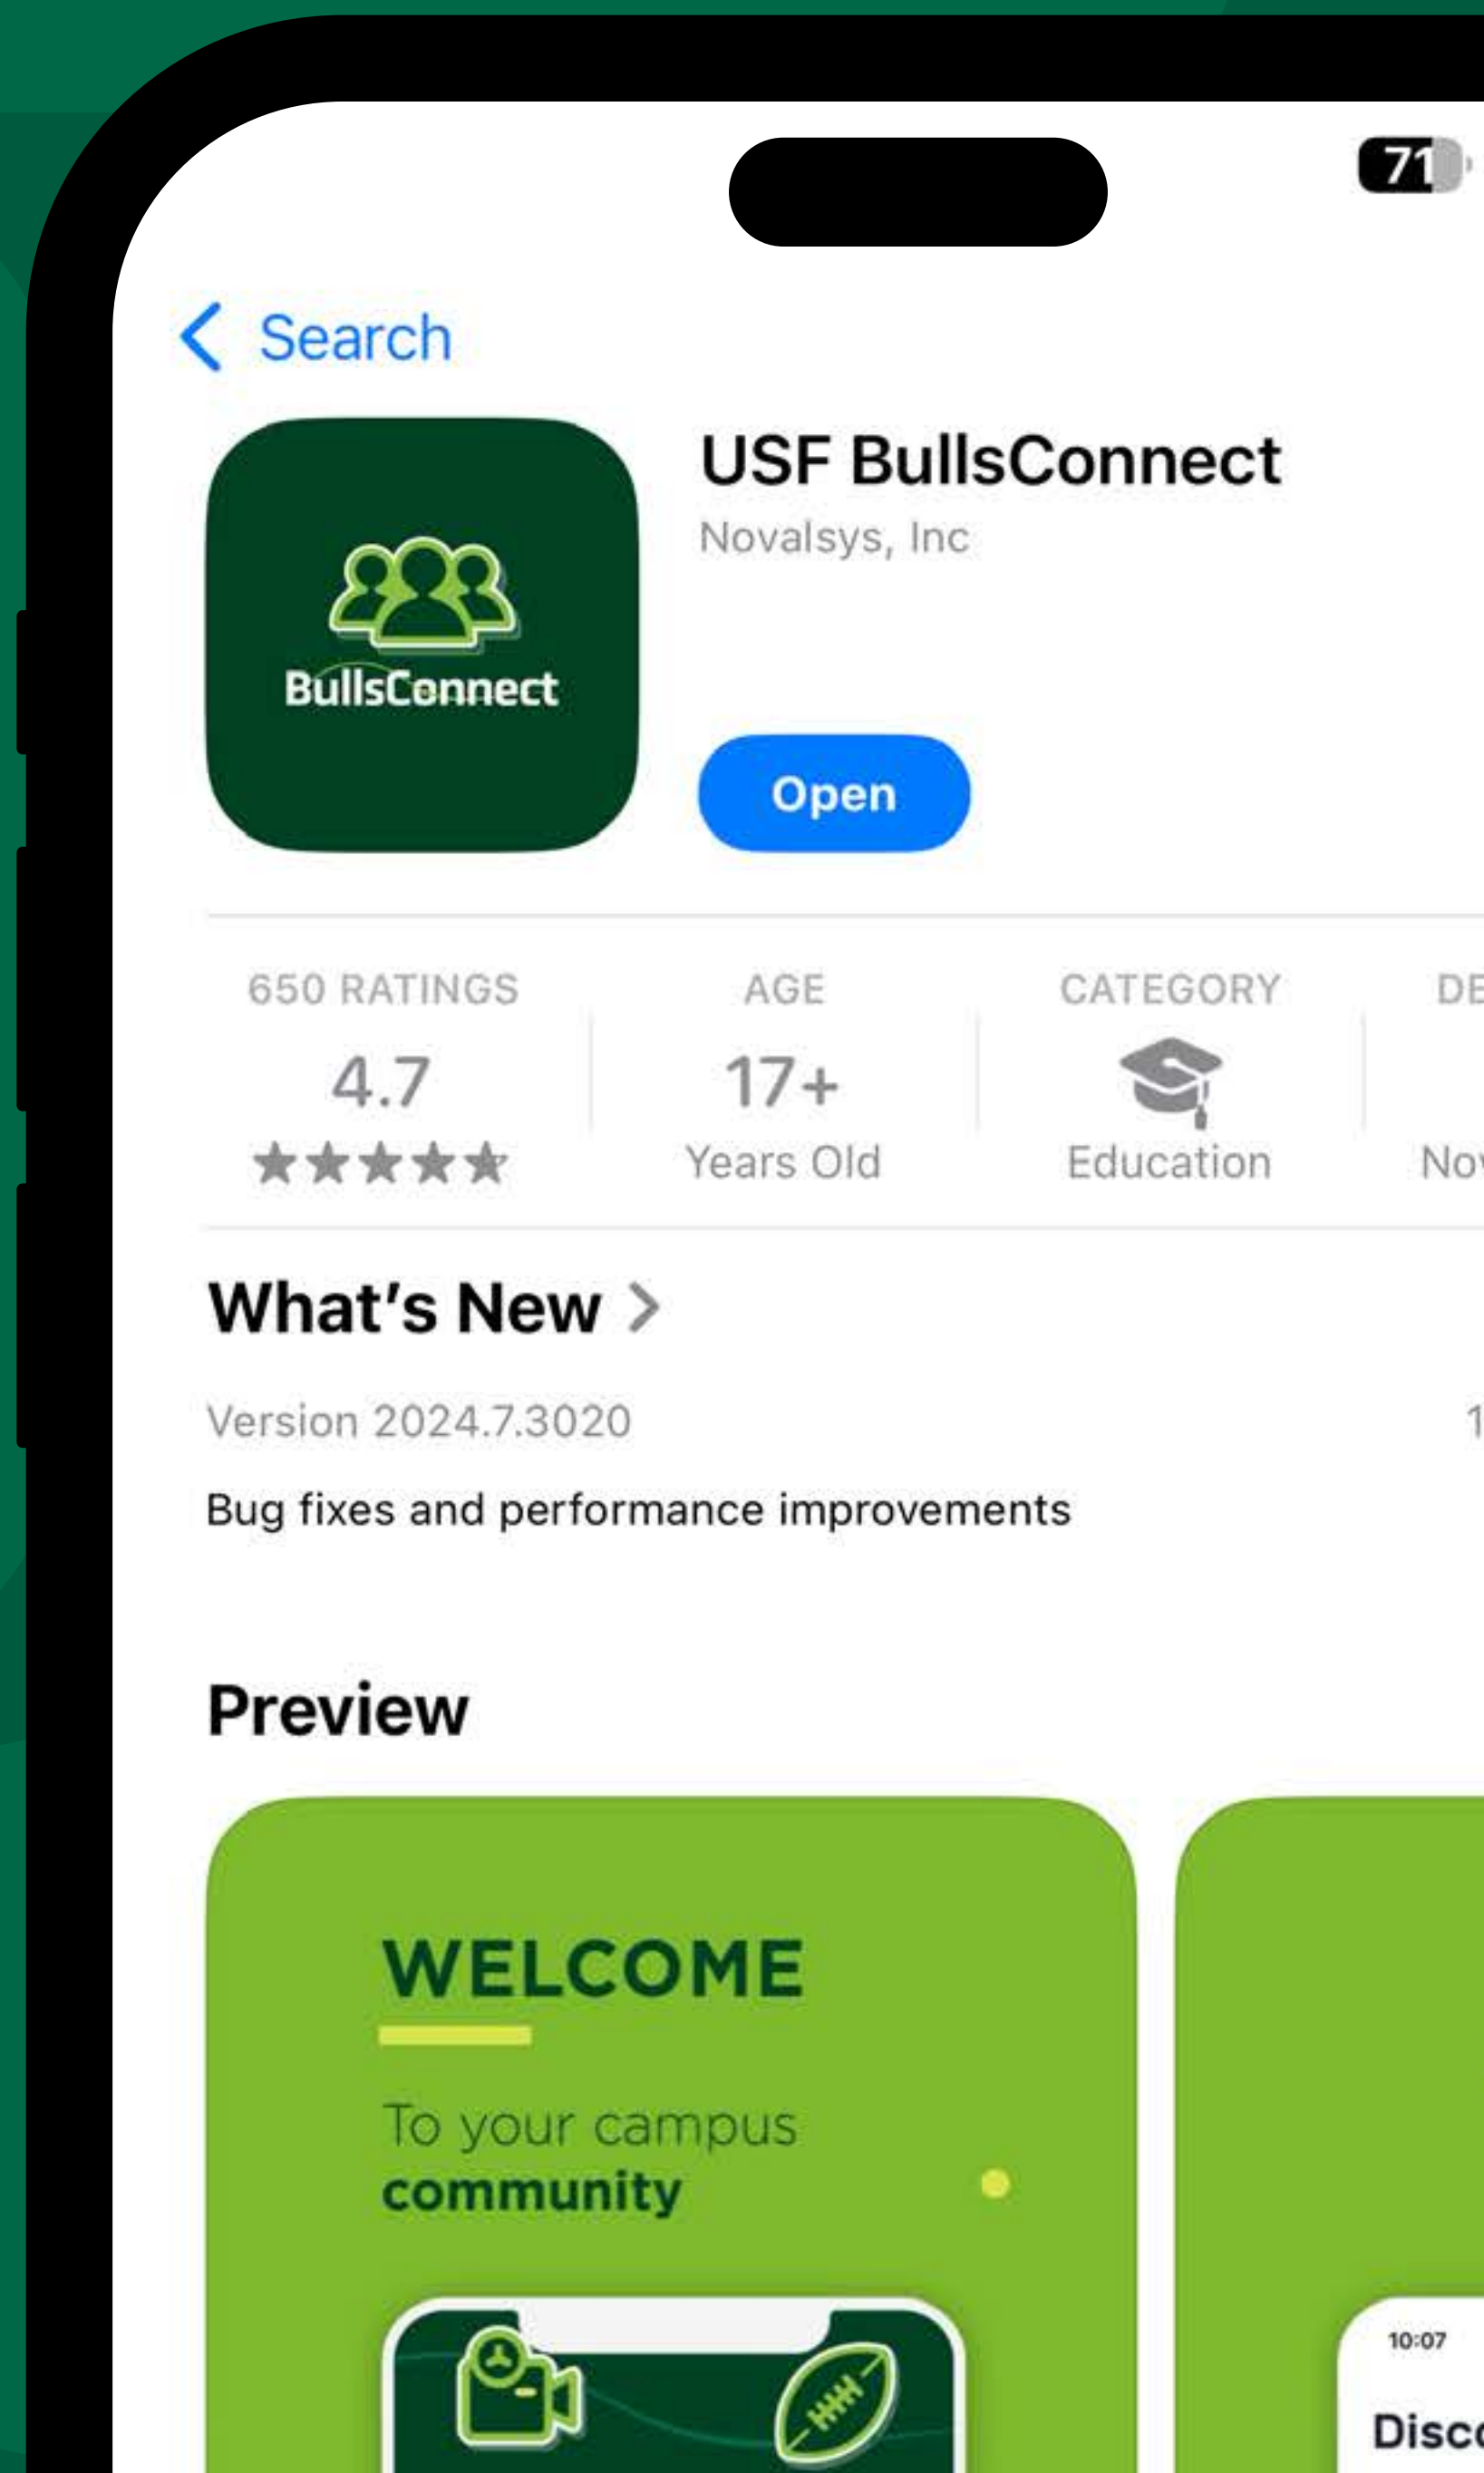 71
Search
USF BullsConnect
Novalsys, Inc
BullsConnect
Open
650 RATINGS
AGE
CATEGORY
4.7
17+
Years Old
Education
What's New
Version 2024.7.3020
Bug fixes and performance improvements
Preview
WELCOME
To your campus
community
10:07